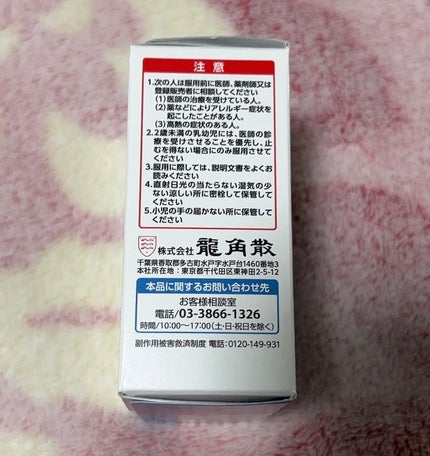 注意
1.次の人は服用前に医師、薬剤師又は
登録販売者に相談してください
(1)医師の治療を受けている人。
(2)薬などによりアレルギー症状を
起こしたことがある人。
(3)高熱の症状のある人。
2.2歳未満の乳幼児には、医師の診
療を受けさせることを優先し、止
むを得ない場合にのみ服用させて
ください
3.服用に際しては、説明文書をよくお
読みください
4.直射日光の当たらない湿気の少
ない涼しい所に密栓して保管して
ください
5.小児の手の届かない所に保管して
ください
株式会社 龍角散
千葉県香取郡多古町水戸字水戸台1460番地3
本社所在地:東京都千代田区東神田2-5-12
本品に関するお問い合わせ先
お客様相談室
電話/03-3866-1326
時間/10:00~17:00(土・日・祝日を除く)
副作用被害救済制度 電話:0120-149-931